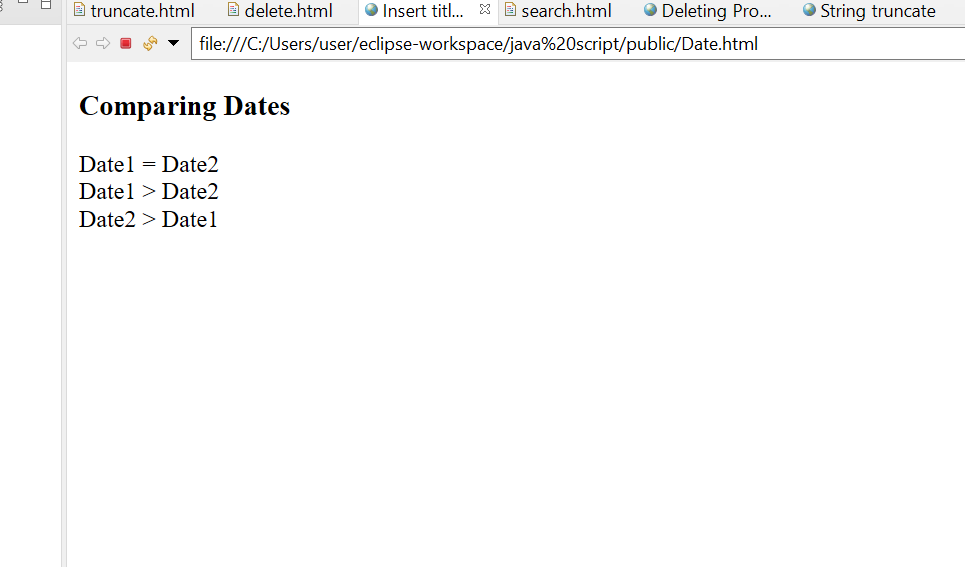 truncate.html delete.html Insert titl... search.html Deleting Pro... String truncate
file:///C:/Users/user/eclipse-workspace/java%20script/public/Date.html
Comparing Dates
Date1 = Date2
Date1 > Date2
Date2 > Date1